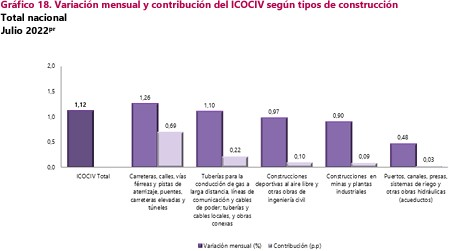 Gráfico 18. Variación mensual y contribución del ICOCIV según tipos de construcción
Total nacional
Julio 2022ᵖʳ
2,0
1,5
1,0
0,5
0,0
1,12
1,26
0,69
1,10
0,22
0,97
0,10
0,90
0,09
0,48
0,03
ICOCIV Total
Carreteras, calles, vías
férreas y pistas de
aterrizaje, puentes,
carreteras elevadas y
túneles
Tuberías para la
conducción de gas a
larga distancia, líneas de
comunicación y cables
de poder; tuberías y
cables locales, y obras
conexas
Construcciones
deportivas al aire libre y
otras obras de
ingeniería civil
Construcciones en
minas y plantas
industriales
Puertos, canales, presas,
sistemas de riego y
otras obras hidráulicas
(acueductos)
Variación mensual (%)
Contribución (p.p)